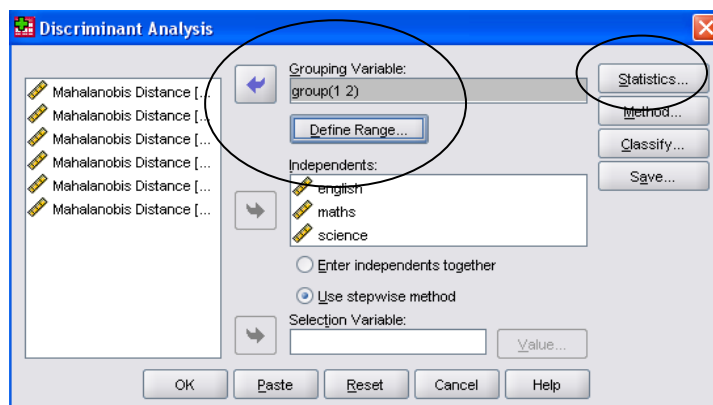 Discriminant Analysis
Mahalanobis Distance [...
Mahalanobis Distance [...
Mahalanobis Distance [...
Mahalanobis Distance [...
Mahalanobis Distance [...
Mahalanobis Distance [...
Grouping Variable:
group(1 2)
Define Range...
Independents:
english
maths
science
Enter independents together
Use stepwise method
Selection Variable:
Value...
Statistics...
Method...
Classify...
Save...
OK
Paste
Reset
Cancel
Help